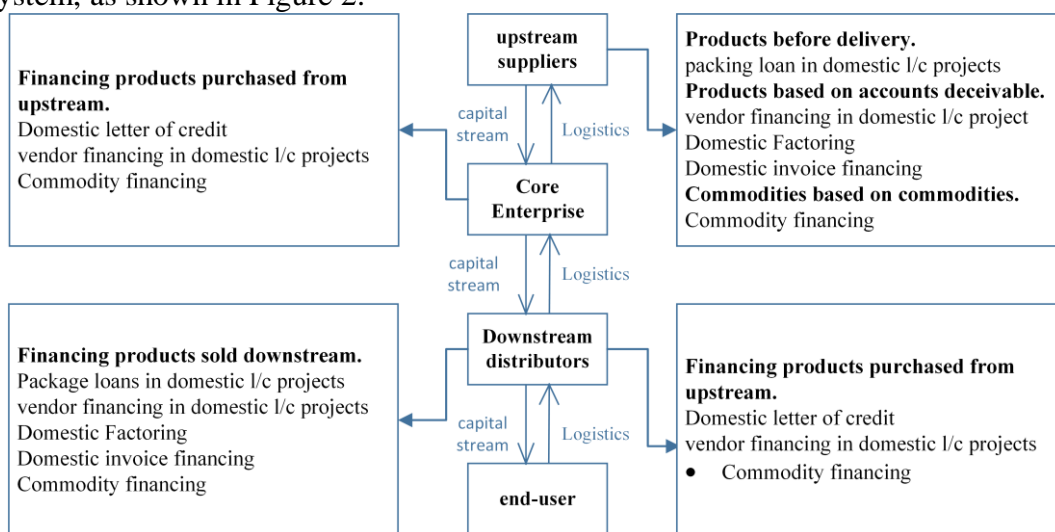 ystem, as shown in Figure 2.
upstream
suppliers
Products before delivery.
packing loan in domestic l/c projects
Products based on accounts deceivable.
vendor financing in domestic l/c project
Domestic Factoring
Domestic invoice financing
Commodities based on commodities.
Commodity financing
Financing products purchased from
upstream.
Domestic letter of credit
vendor financing in domestic l/c projects
Commodity financing
capital
stream
Logistics
Core
Enterprise
capital
stream
Logistics
Downstream
distributors
Financing products sold downstream.
Package loans in domestic l/c projects
vendor financing in domestic l/c projects
Domestic Factoring
Domestic invoice financing
Commodity financing
Financing products purchased from
upstream.
Domestic letter of credit
vendor financing in domestic l/c projects
• Commodity financing
capital
stream
Logistics
end-user